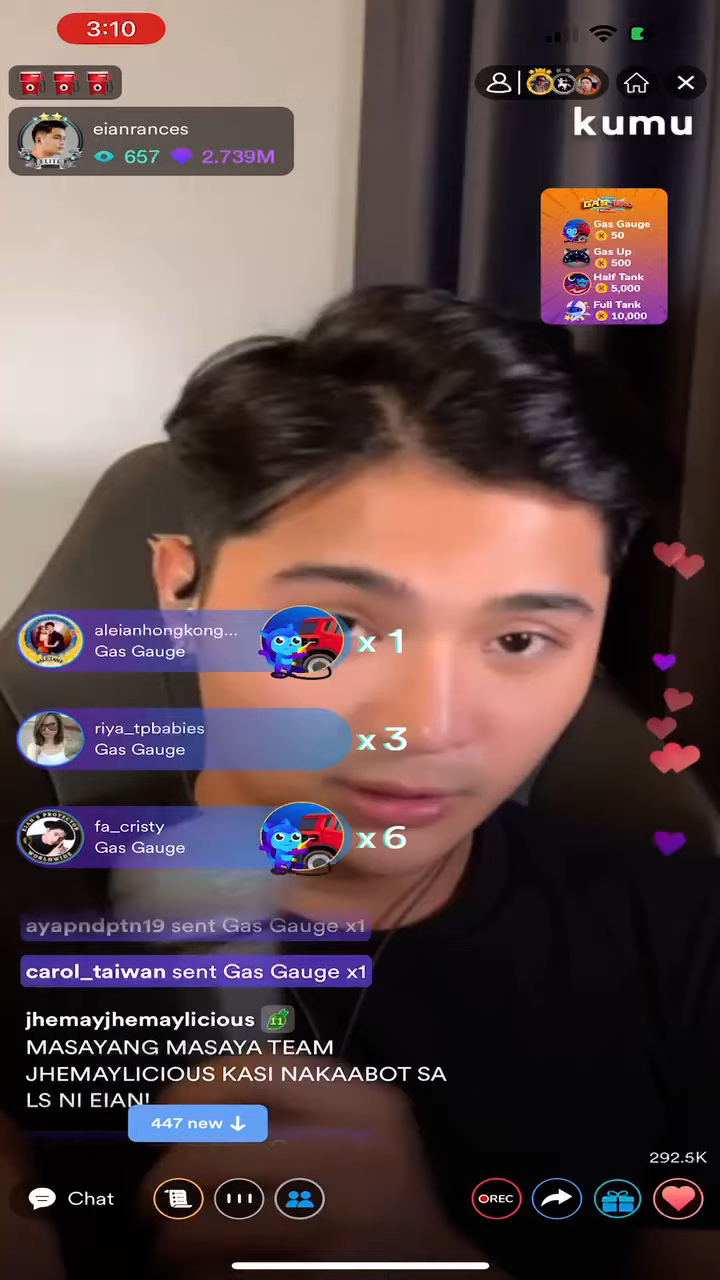 3:10
kumu
eianrances
657 2.739M
ELITE
Gas Gauge
50
Gas Up
500
Half Tank
5,000
Full Tank
10,000
aleianhongkong...
Gas Gauge
x 1
riya_tpbabies
Gas Gauge
x 3
fa_cristy
Gas Gauge
x 6
ayapndptn19 sent Gas Gauge x1
carol_taiwan sent Gas Gauge x1
jhemayjhemaylicious 11
MASAYANG MASAYA TEAM
JHEMAYLICIOUS KASI NAKAABOT SA
LS NI EIAN!
447 new
292.5K
Chat
REC